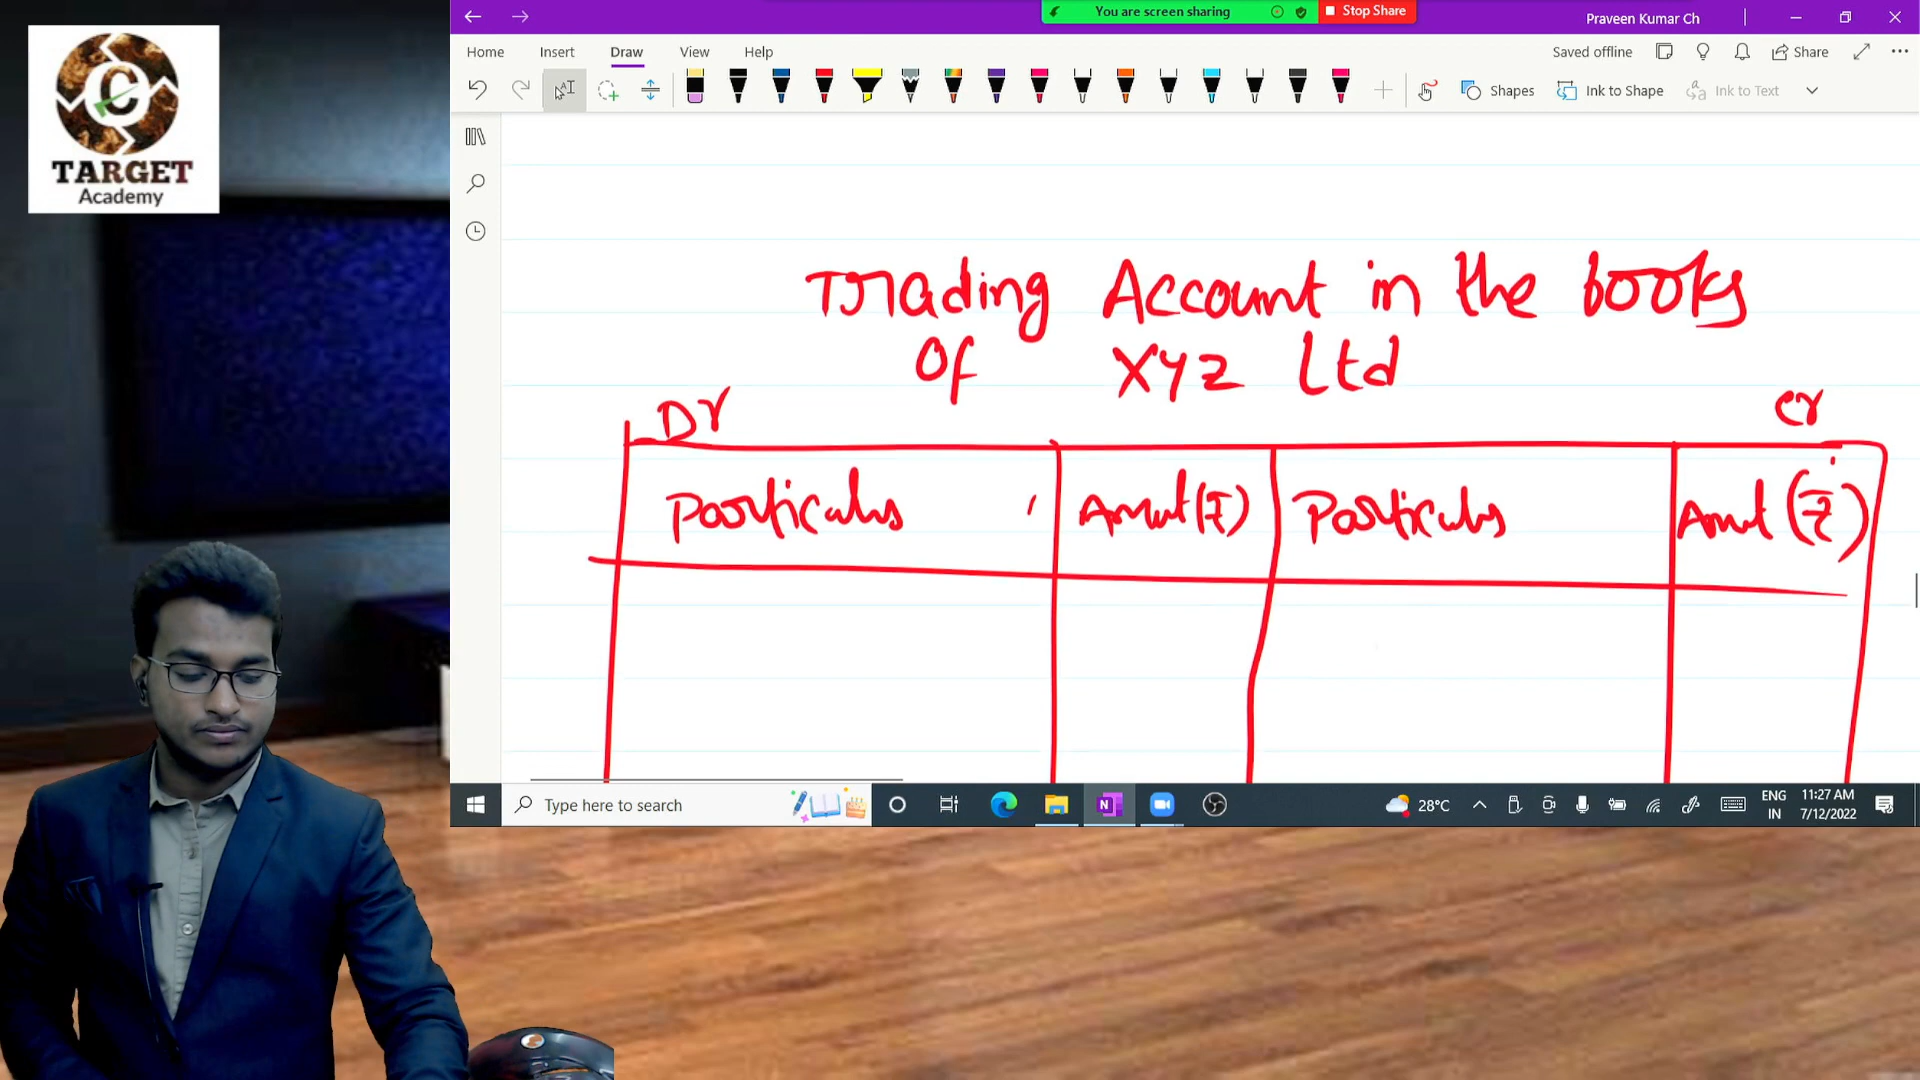 TARGET
Academy
You are screen sharing
Stop Share
Praveen Kumar Ch
Home
Insert
Draw
View
Help
Saved offline
Share
Shapes
Ink to Shape
Ink to Text
Trading Account in the books
Of XYZ Ltd
Dr
Cr
Particulars
Amt (₹)
Particulars
Amt (₹)
Type here to search
28°C
ENG
IN
11:27 AM
7/12/2022